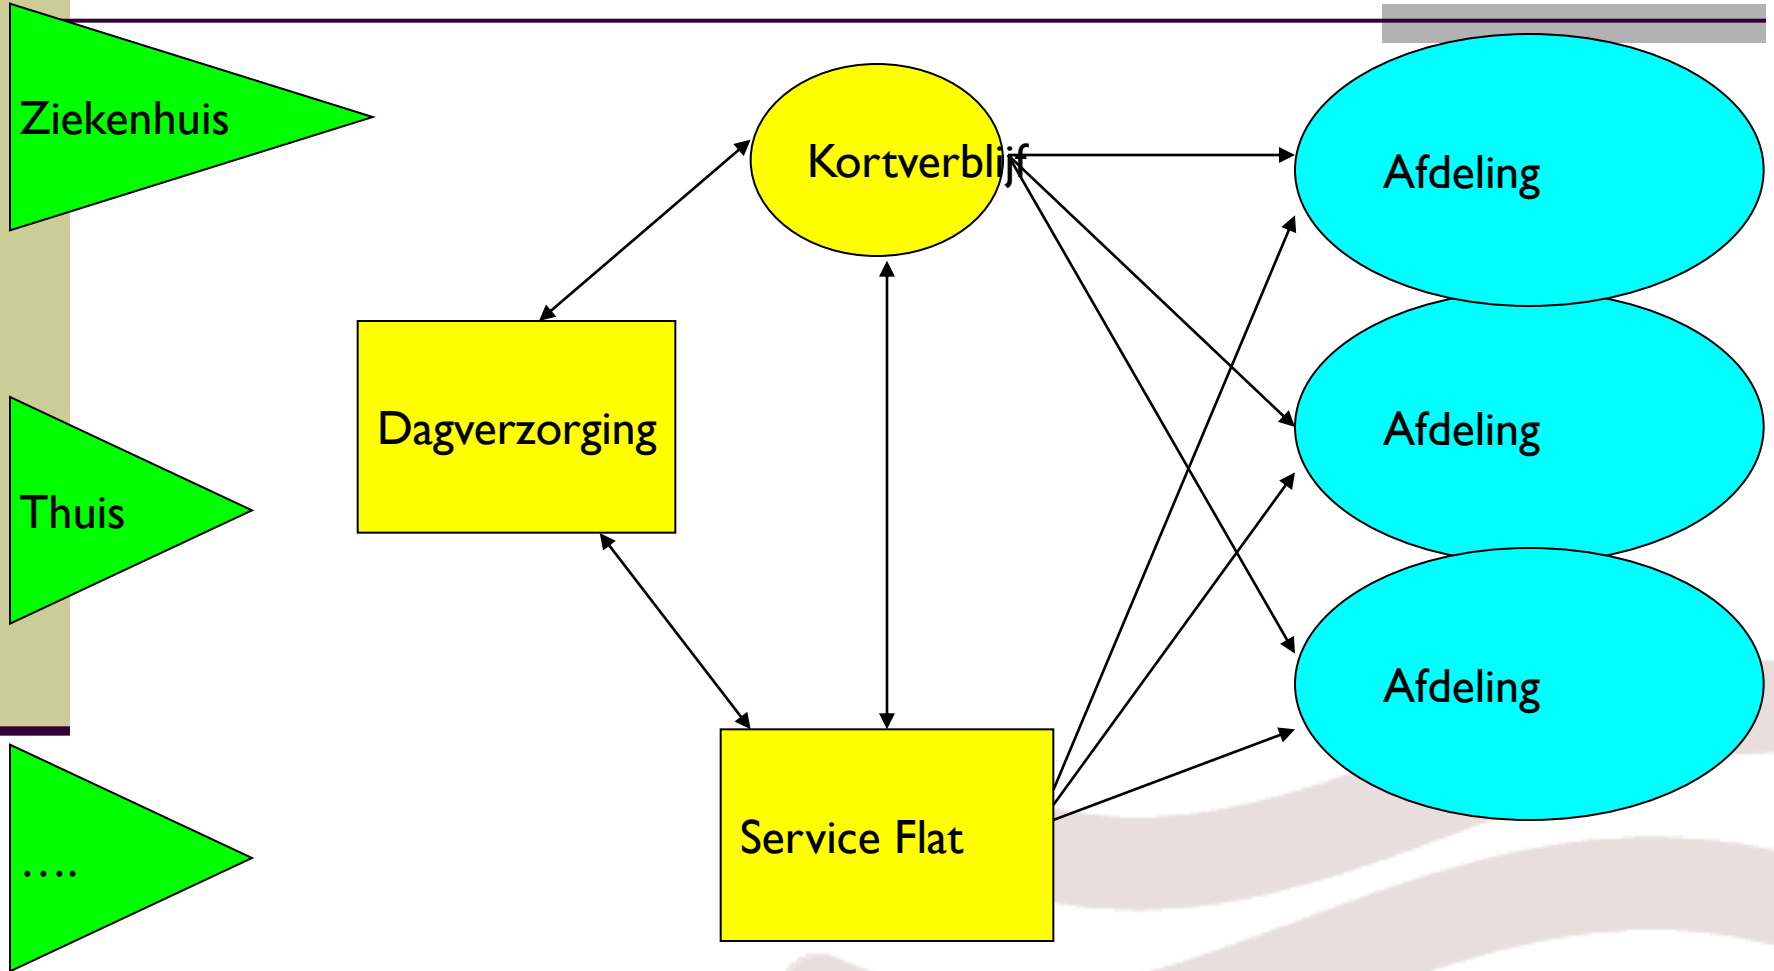 Ziekenhuis
Kortverblijf
Afdeling
Dagverzorging
Afdeling
Thuis
Afdeling
Service Flat
....